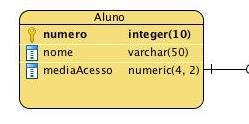 Aluno
numero integer(10)
nome varchar(50)
mediaAcesso numeric(4, 2)